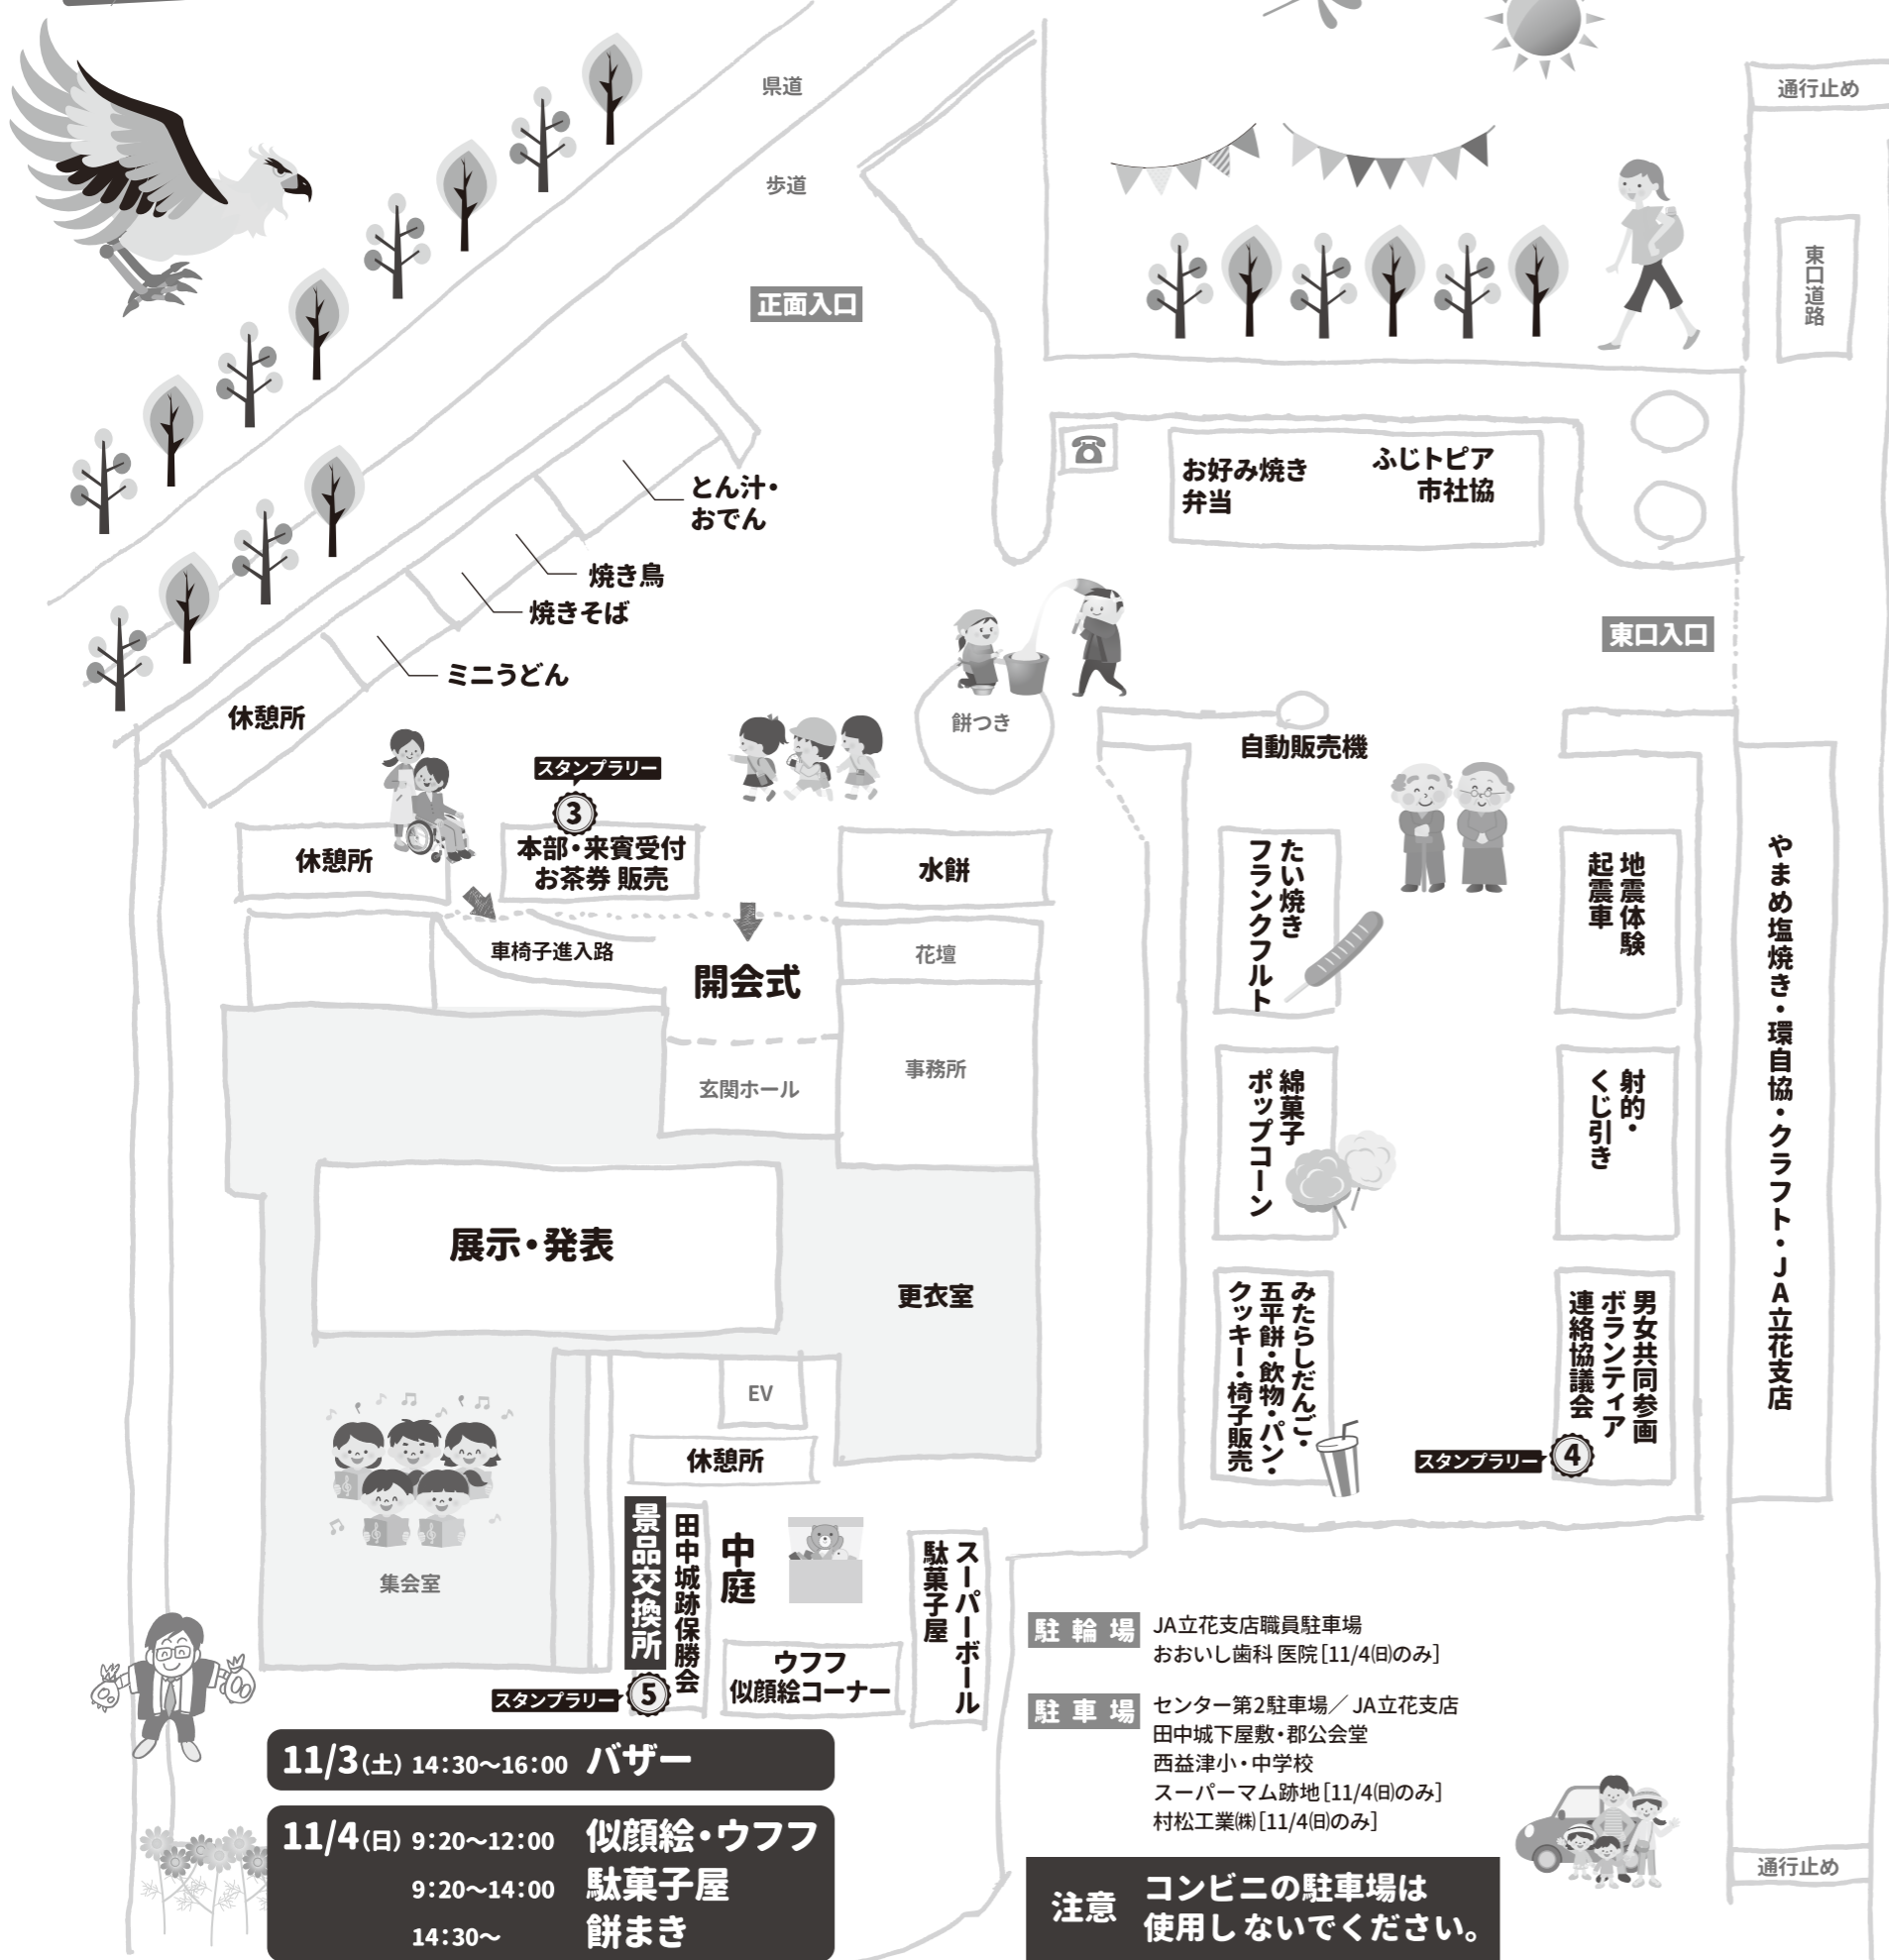 県道
通行止め
歩道
東口道路
正面入口
お好み焼き
弁当
ふじトピア
市社協
とん汁・
おでん
焼き鳥
焼きそば
ミニうどん
休憩所
東口入口
餅つき
自動販売機
スタンプラリー
3
本部・来賓受付
お茶券 販売
休憩所
水餅
たい焼き
フランクフルト
地震体験
起震車
やまめ塩焼き・環自協・クラフト・JA立花支店
車椅子進入路
開会式
花壇
玄関ホール
事務所
綿菓子
ポップコーン
射的・
くじ引き
展示・発表
更衣室
みたらしだんご・
五平餅・飲物・パン・
クッキー・椅子販売
男女共同参画
ボランティア
連絡協議会
スタンプラリー
4
EV
休憩所
集会室
景品交換所
田中城跡保勝会
中庭
スーパーボール
駄菓子屋
ウフフ
似顔絵コーナー
スタンプラリー
5
駐輪場
JA立花支店職員駐車場
おおいし歯科 医院[11/4㈰のみ]
駐車場
センター第2駐車場／JA立花支店
田中城下屋敷・郡公会堂
西益津小・中学校
スーパーマム跡地[11/4㈰のみ]
村松工業㈱[11/4㈰のみ]
11/3(土) 14:30〜16:00 バザー
11/4(日) 9:20〜12:00 似顔絵・ウフフ
9:20〜14:00 駄菓子屋
14:30〜 餅まき
注意
コンビニの駐車場は
使用し ないでください。
通行止め